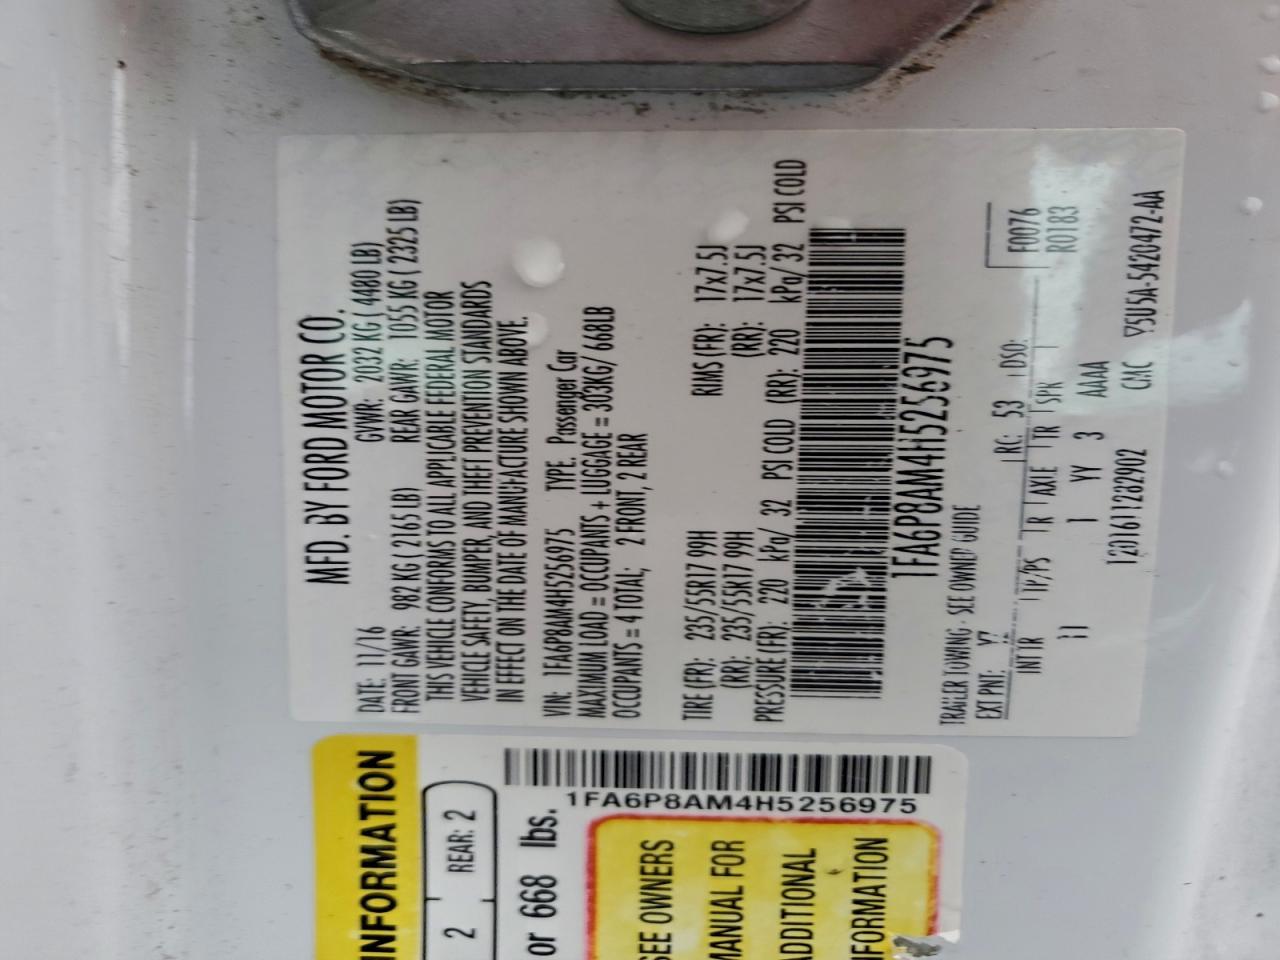 MFD. BY FORD MOTOR CO.
DATE: 11/16 GVWR: 2032 KG ( 4480 LB)
FRONT GAWR: 982 KG ( 2165 LB) REAR GAWR: 1055 KG ( 2325 LB)
THIS VEHICLE CONFORMS TO ALL APPLICABLE FEDERAL MOTOR
VEHICLE SAFETY, BUMPER, AND THEFT PREVENTION STANDARDS
IN EFFECT ON THE DATE OF MANUFACTURE SHOWN ABOVE.
VIN: 1FA6P8AM4H5256975 TYPE: Passenger Car
MAXIMUM LOAD = OCCUPANTS + LUGGAGE = 303KG/ 668LB
OCCUPANTS = 4 TOTAL; 2 FRONT, 2 REAR
TIRE (FR): 235/55R17 99H RIMS (FR): 17x7.5J
(RR): 235/55R17 99H (RR): 17x7.5J
PRESSURE (FR): 220 kPa/ 32 PSI COLD (RR): 220 kPa/ 32 PSI COLD
1FA6P8AM4H5256975
TRAILER TOWING - SEE OWNER GUIDE
EXT PNT: YZ RC: 53 DSO: F0076
INT TR TP/PS R AXLE TR SPR R0183
11 1 YY 3 AAAA
1201611282902 CMC 5U5A-5420472-AA
INFORMATION
2 REAR: 2
or 668 lbs.
1FA6P8AM4H5256975
SEE OWNERS
MANUAL FOR
ADDITIONAL
INFORMATION